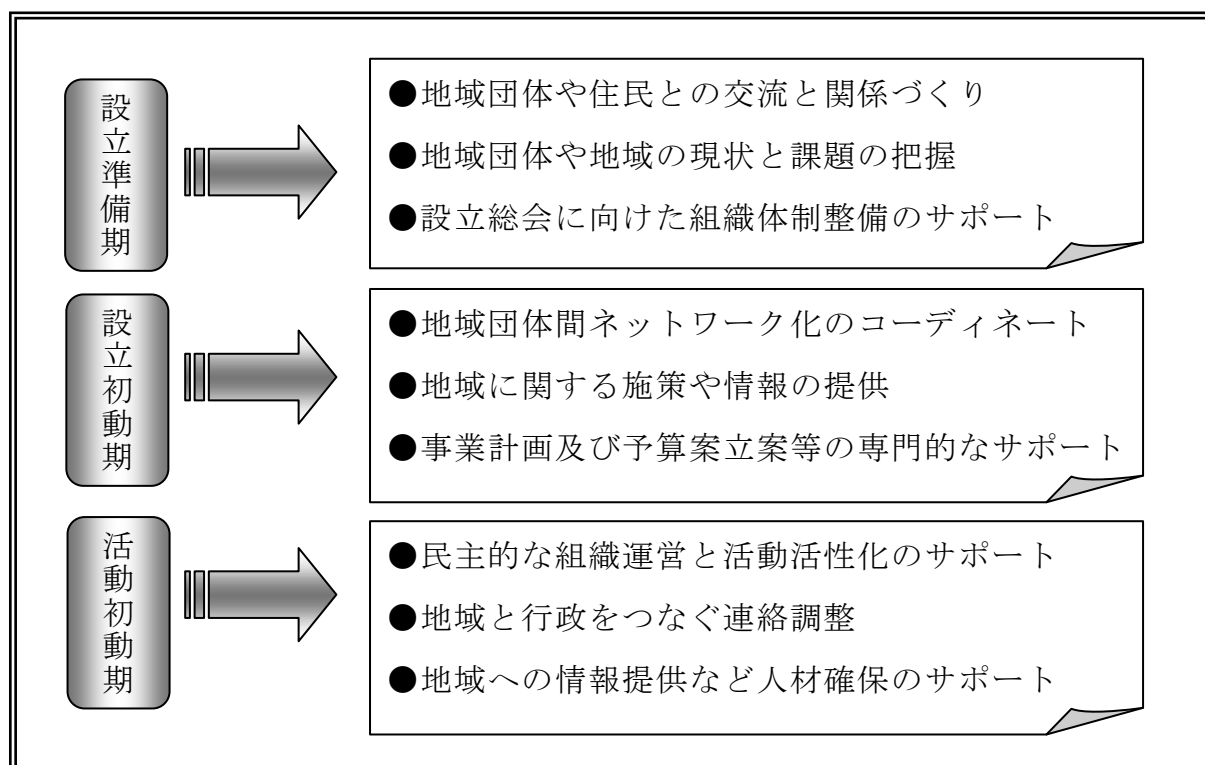 設立準備期
●地域団体や住民との交流と関係づくり
●地域団体や地域の現状と課題の把握
●設立総会に向けた組織体制整備のサポート
設立初動期
●地域団体間ネットワーク化のコーディネート
●地域に関する施策や情報の提供
●事業計画及び予算案立案等の専門的なサポート
活動初動期
●民主的な組織運営と活動活性化のサポート
●地域と行政をつなぐ連絡調整
●地域への情報提供など人材確保のサポート